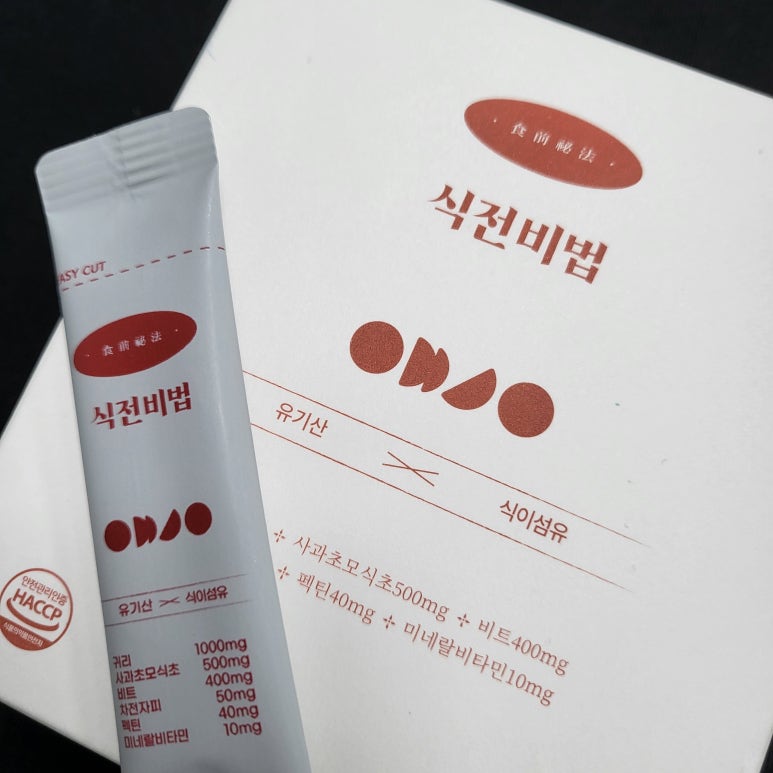 食前祕法
식전비법
유기산
식이섬유
사과초모식초500mg ÷ 비트400mg
펙틴40mg ÷ 미네랄비타민10mg
안전관리인증
HACCP
EASY CUT
食前祕法
식전비법
유기산 식이섬유
귀리 1000mg
사과초모식초 500mg
비트 400mg
차전자피 50mg
펙틴 40mg
미네랄비타민 10mg